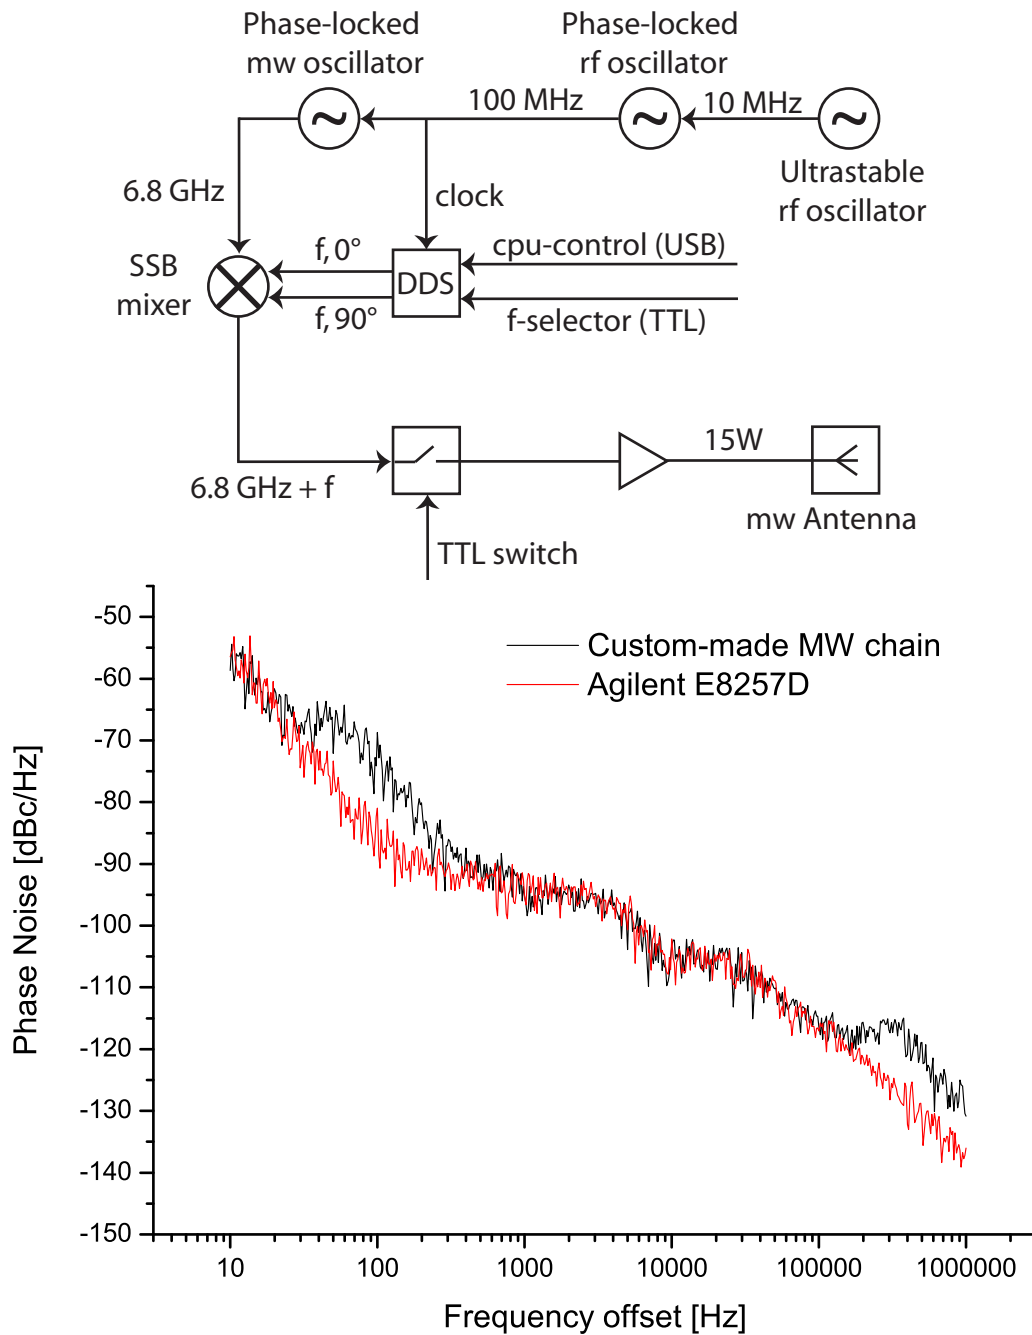 Phase-locked
mw oscillator
Phase-locked
rf oscillator
100 MHz
10 MHz
Ultrastable
rf oscillator
6.8 GHz
clock
SSB
mixer
f, 0°
f, 90°
DDS
cpu-control (USB)
f-selector (TTL)
6.8 GHz + f
15W
mw Antenna
TTL switch
Custom-made MW chain
Agilent E8257D
Phase Noise [dBc/Hz]
-50
-60
-70
-80
-90
-100
-110
-120
-130
-140
-150
10
100
1000
10000
100000
1000000
Frequency offset [Hz]